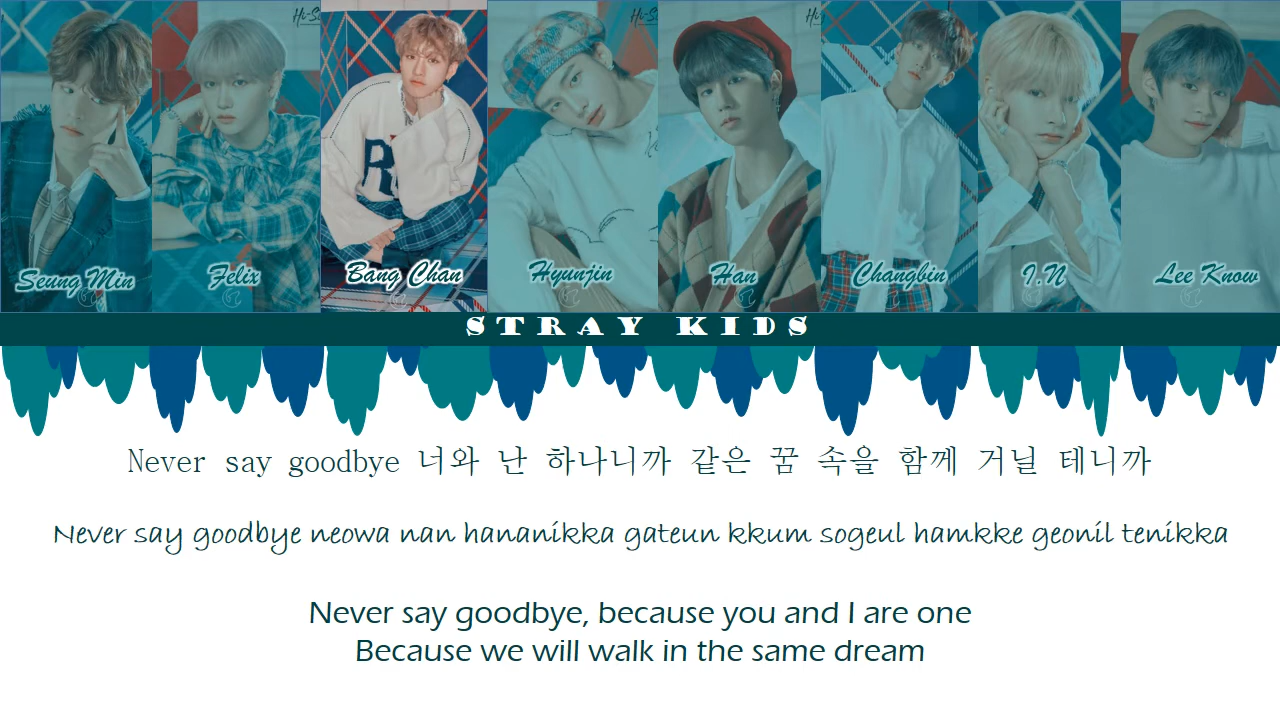 Hi-S
Hi-S
Hi-S
Seung Min
Felix
Bang Chan
Hyunjin
Han
Changbin
I.N
Lee Know
STRAY KIDS
Never say goodbye 너와 난 하나니까 같은 꿈 속을 함께 거닐 테니까
Never say goodbye neowa nan hananikka gateun kkum sogeul hamkke geonil tenikka
Never say goodbye, because you and I are one
Because we will walk in the same dream